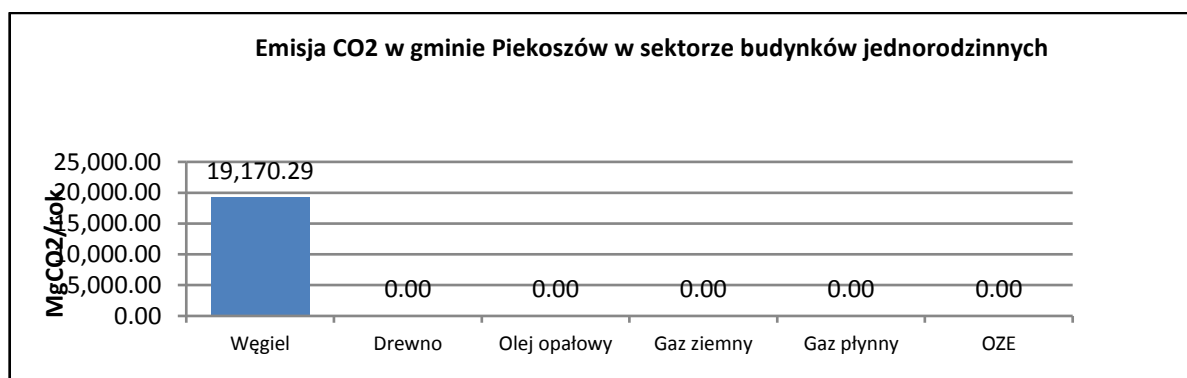 Emisja CO2 w gminie Piekoszów w sektorze budynków jednorodzinnych
MgCO2/rok
25,000.00
20,000.00
15,000.00
10,000.00
5,000.00
0.00
19,170.29
0.00
0.00
0.00
0.00
0.00
Węgiel
Drewno
Olej opałowy
Gaz ziemny
Gaz płynny
OZE